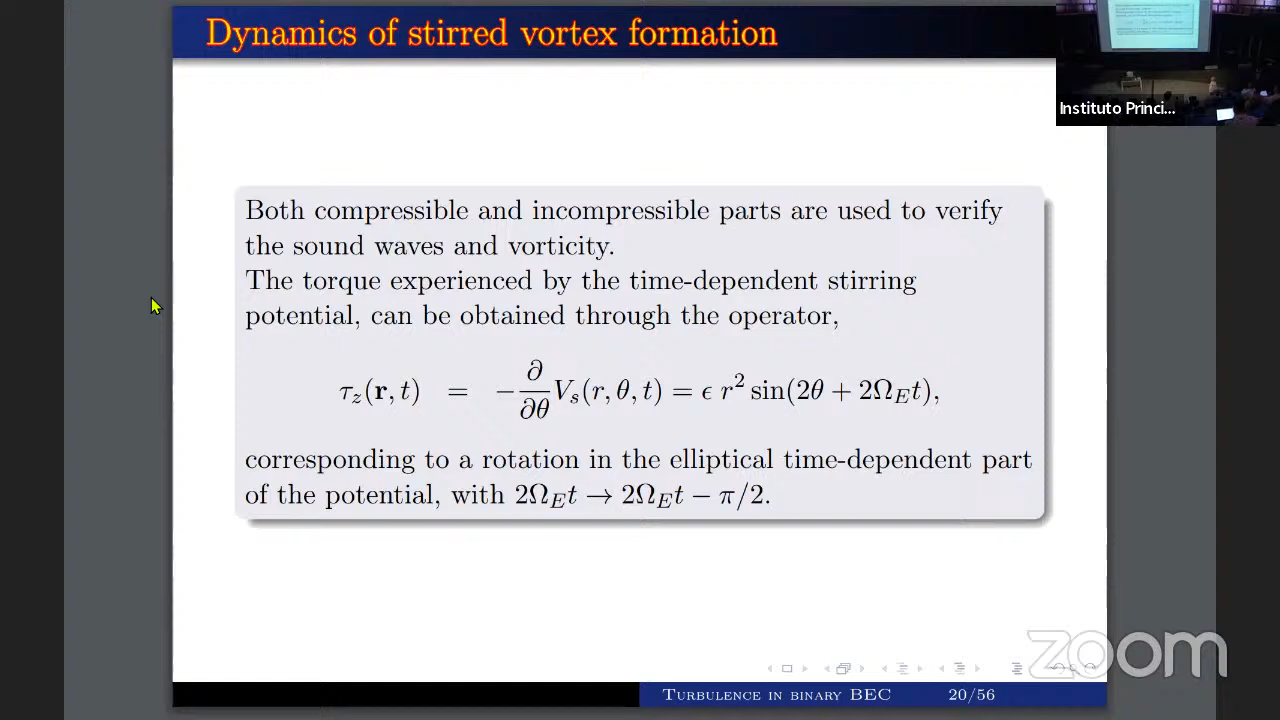 Dynamics of stirred vortex formation
Instituto Princi...
Both compressible and incompressible parts are used to verify
the sound waves and vorticity.
The torque experienced by the time-dependent stirring
potential, can be obtained through the operator,
τ_z(𝐫, t) = −∂/∂θ V_s(r, θ, t) = ϵ r² sin(2θ + 2Ω_E t),
corresponding to a rotation in the elliptical time-dependent part
of the potential, with 2Ω_E t → 2Ω_E t − π/2.
zoom
Turbulence in binary BEC 20/56